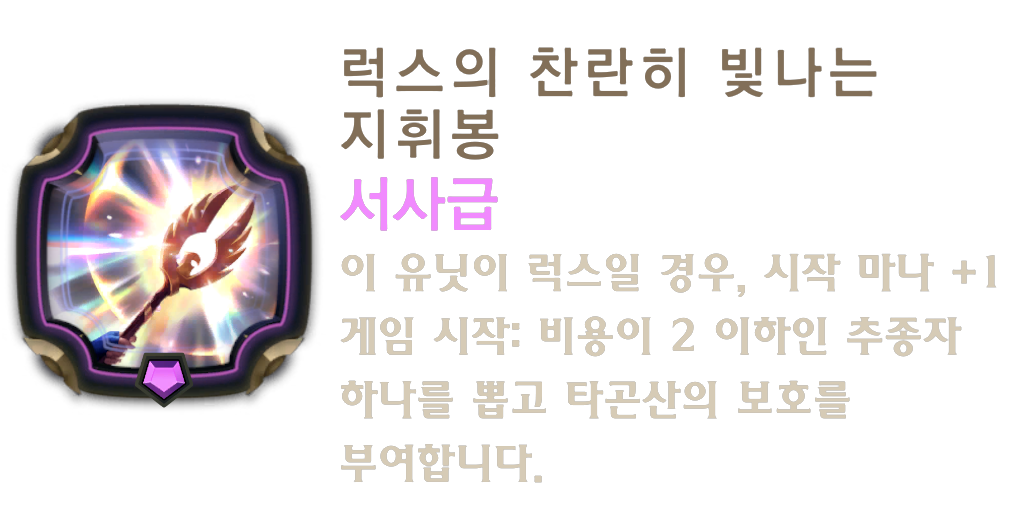 럭스의 찬란히 빛나는
지휘봉
서사급
이 유닛이 럭스일 경우, 시작 마나 +1
게임 시작: 비용이 2 이하인 추종자
하나를 뽑고 타곤산의 보호를
부여합니다.